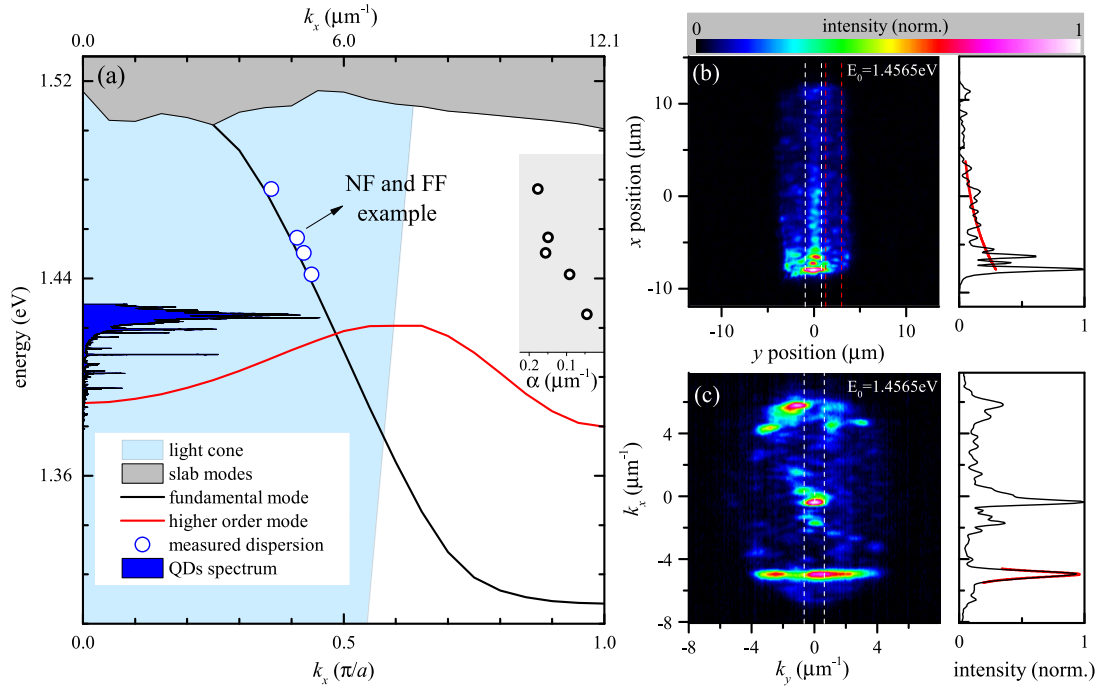 kₓ (μm⁻¹)
0.0 6.0 12.1
(a)
1.52
1.44
1.36
energy (eV)
NF and FF
example
0.2 0.1
α (μm⁻¹)
light cone
slab modes
fundamental mode
higher order mode
measured dispersion
QDs spectrum
0.0 0.5 1.0
kₓ (π/a)
intensity (norm.)
0 1
(b)
E₀=1.4565eV
10
0
-10
x position (μm)
-10 0 10
y position (μm)
0 1
(c)
E₀=1.4565eV
4
0
-4
-8
kₓ (μm⁻¹)
-8 -4 0 4
k_y (μm⁻¹)
0 1
intensity (norm.)